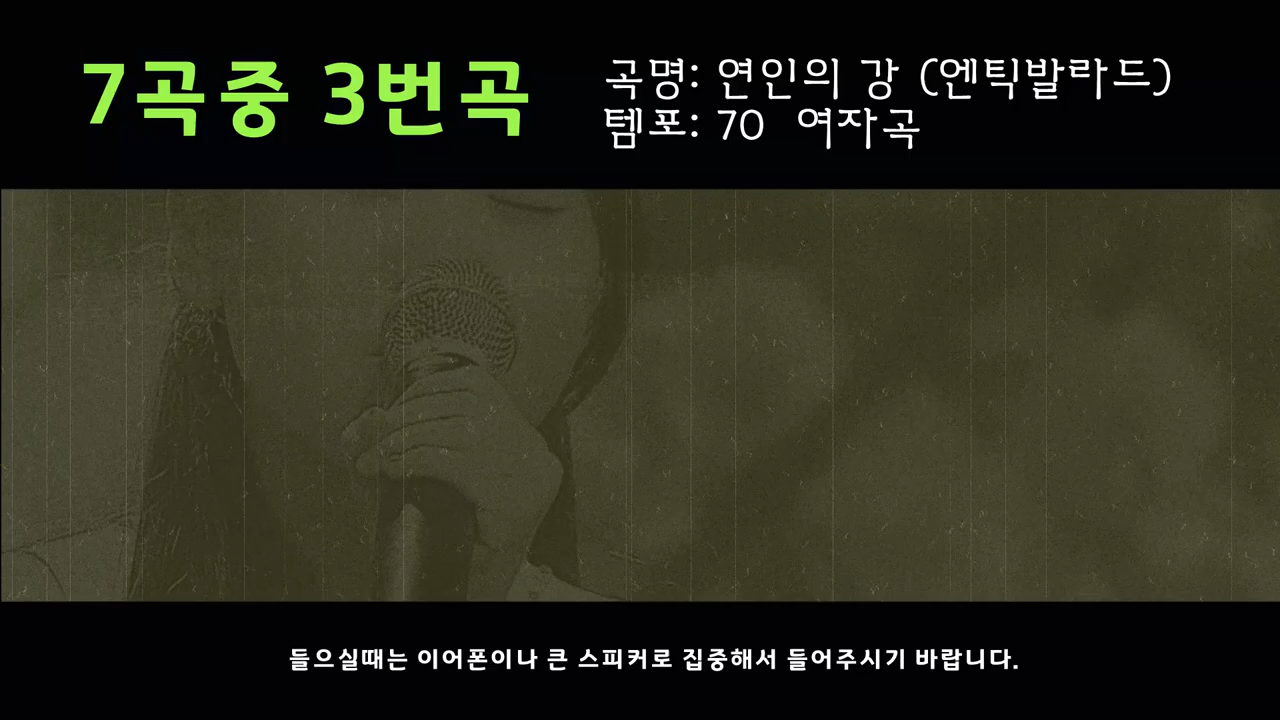 7곡중 3번곡
곡명: 연인의 강 (엔틱발라드)
템포: 70 여자곡
들으실때는 이어폰이나 큰 스피커로 집중해서 들어주시기 바랍니다.